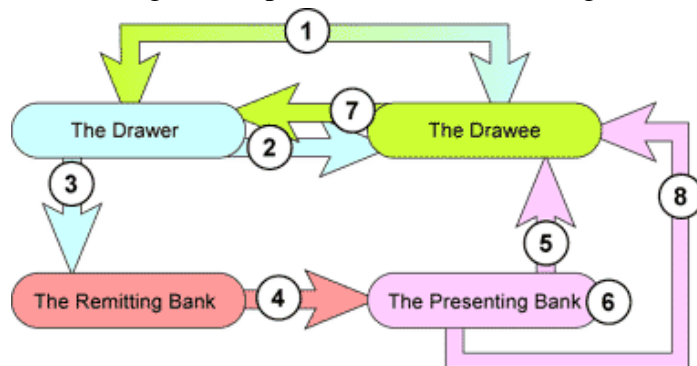 1
The Drawer
7
The Drawee
2
3
8
5
The Remitting Bank
4
The Presenting Bank
6